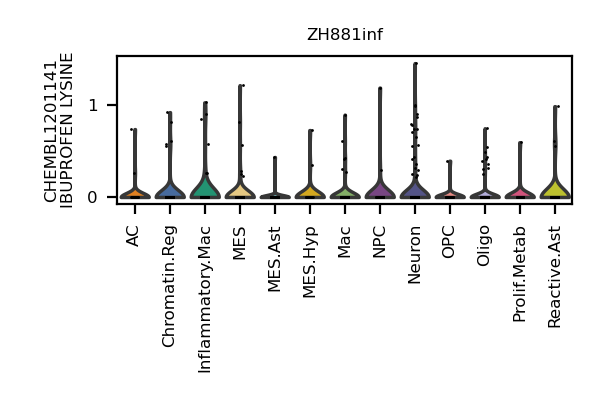 ZH881inf
CHEMBL1201141
IBUPROFEN LYSINE
1
0
AC
Chromatin.Reg
Inflammatory.Mac
MES
MES.Ast
MES.Hyp
Mac
NPC
Neuron
OPC
Oligo
Prolif.Metab
Reactive.Ast